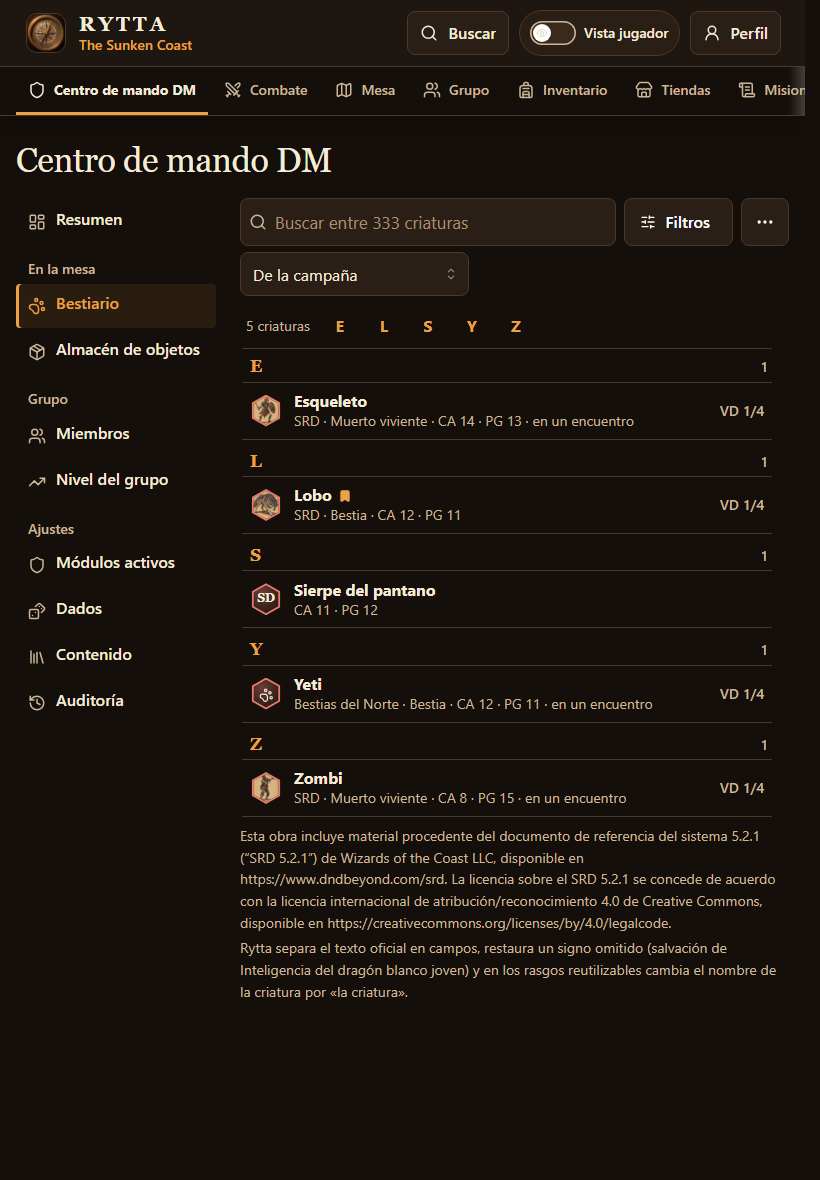 RYTTA
The Sunken Coast
Buscar
Vista jugador
Perfil
Centro de mando DM
Combate
Mesa
Grupo
Inventario
Tiendas
Mision
Centro de mando DM
Resumen
En la mesa
Bestiario
Almacén de objetos
Grupo
Miembros
Nivel del grupo
Ajustes
Módulos activos
Dados
Contenido
Auditoría
Buscar entre 333 criaturas
Filtros
De la campaña
5 criaturas E L S Y Z
E 1
Esqueleto
SRD · Muerto viviente · CA 14 · PG 13 · en un encuentro
VD 1/4
L 1
Lobo
SRD · Bestia · CA 12 · PG 11
VD 1/4
S 1
SD
Sierpe del pantano
CA 11 · PG 12
Y 1
Yeti
Bestias del Norte · Bestia · CA 12 · PG 11 · en un encuentro
VD 1/4
Z 1
Zombi
SRD · Muerto viviente · CA 8 · PG 15 · en un encuentro
VD 1/4
Esta obra incluye material procedente del documento de referencia del sistema 5.2.1
(“SRD 5.2.1”) de Wizards of the Coast LLC, disponible en
https://www.dndbeyond.com/srd. La licencia sobre el SRD 5.2.1 se concede de acuerdo
con la licencia internacional de atribución/reconocimiento 4.0 de Creative Commons,
disponible en https://creativecommons.org/licenses/by/4.0/legalcode.
Rytta separa el texto oficial en campos, restaura un signo omitido (salvación de
Inteligencia del dragón blanco joven) y en los rasgos reutilizables cambia el nombre de
la criatura por «la criatura».